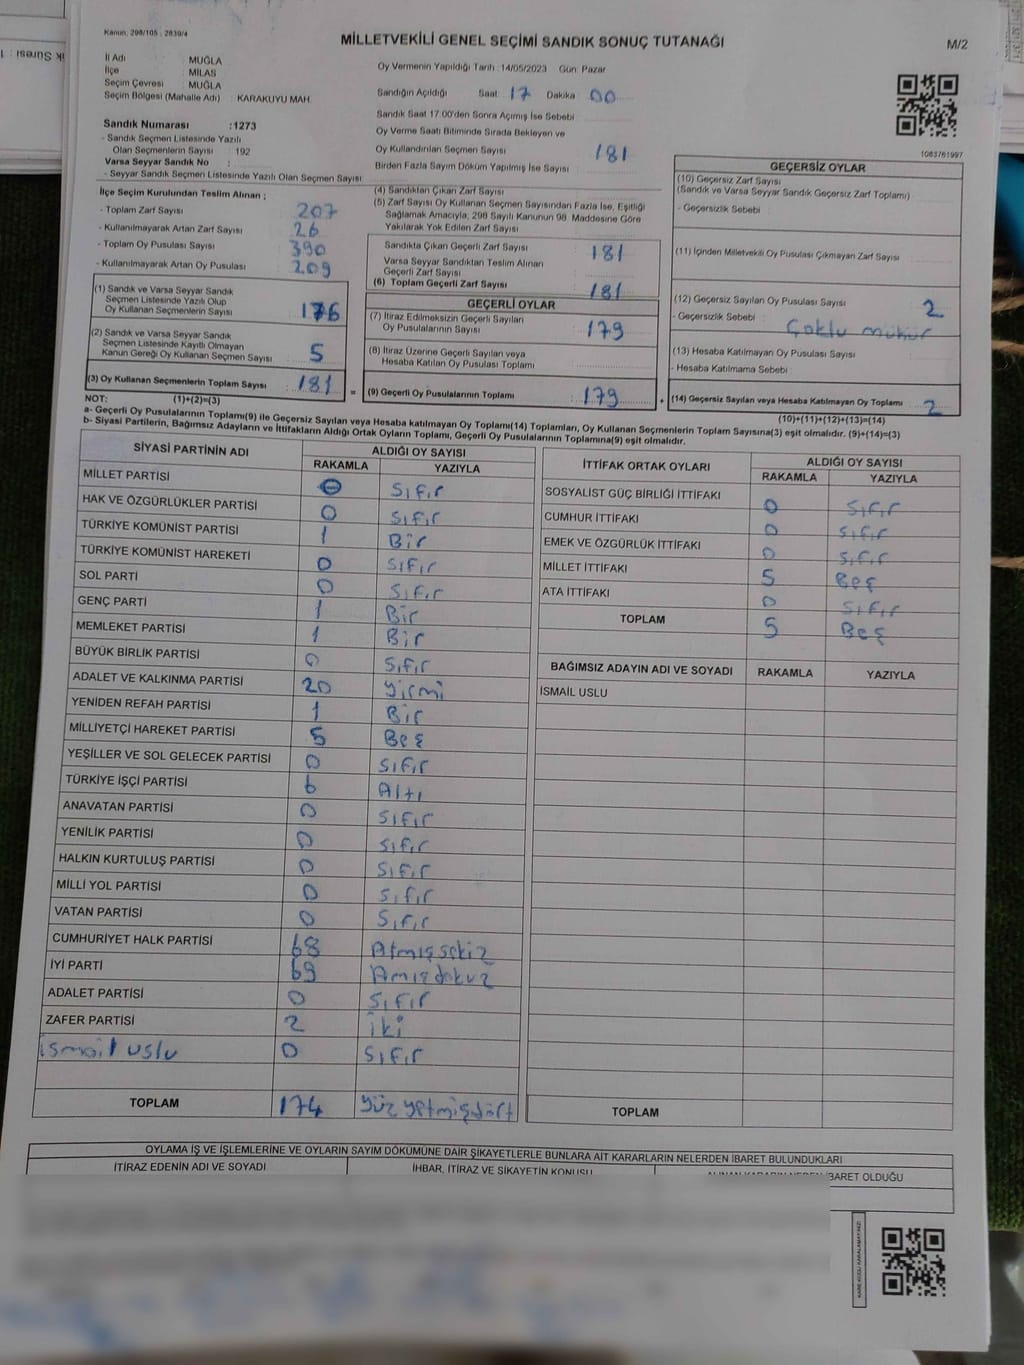 k Süresi : 1
Kanun, 298/105 ; 2839/4
MİLLETVEKİLİ GENEL SEÇİMİ SANDIK SONUÇ TUTANAĞI
M/2
İl Adı : MUĞLA
İlçe : MİLAS
Seçim Çevresi : MUĞLA
Seçim Bölgesi (Mahalle Adı) : KARAKUYU MAH.
Oy Vermenin Yapıldığı Tarih : 14/05/2023 Gün: Pazar
Sandığın Açıldığı Saat 17 Dakika 00
Sandık Saat 17:00'den Sonra Açılmış İse Sebebi
Oy Verme Saati Bitiminde Sırada Bekleyen ve
Oy Kullandırılan Seçmen Sayısı 181
Birden Fazla Sayım Döküm Yapılmış İse Sayısı
1083761997
Sandık Numarası : 1273
- Sandık Seçmen Listesinde Yazılı
Olan Seçmenlerin Sayısı : 192
Varsa Seyyar Sandık No :
- Seyyar Sandık Seçmen Listesinde Yazılı Olan Seçmen Sayısı
İlçe Seçim Kurulundan Teslim Alınan ;
- Toplam Zarf Sayısı 207
- Kullanılmayarak Artan Zarf Sayısı 26
- Toplam Oy Pusulası Sayısı 390
- Kullanılmayarak Artan Oy Pusulası 209
(1) Sandık ve Varsa Seyyar Sandık
Seçmen Listesinde Yazılı Olup
Oy Kullanan Seçmenlerin Sayısı : 176
(2) Sandık ve Varsa Seyyar Sandık
Seçmen Listesinde Kayıtlı Olmayan
Kanun Gereği Oy Kullanan Seçmen Sayısı : 5
(3) Oy Kullanan Seçmenlerin Toplam Sayısı : 181 =
(4) Sandıktan Çıkan Zarf Sayısı
(5) Zarf Sayısı Oy Kullanan Seçmen Sayısından Fazla İse, Eşitliği
Sağlamak Amacıyla, 298 Sayılı Kanunun 98. Maddesine Göre
Yakılarak Yok Edilen Zarf Sayısı
Sandıkta Çıkan Geçerli Zarf Sayısı 181
Varsa Seyyar Sandıktan Teslim Alınan
Geçerli Zarf Sayısı
(6) Toplam Geçerli Zarf Sayısı 181
GEÇERLİ OYLAR
(7) İtiraz Edilmeksizin Geçerli Sayılan
Oy Pusulalarının Sayısı : 179
(8) İtiraz Üzerine Geçerli Sayılan veya
Hesaba Katılan Oy Pusulası Toplamı :
(9) Geçerli Oy Pusulalarının Toplamı : 179 +
GEÇERSİZ OYLAR
(10) Geçersiz Zarf Sayısı
(Sandık ve Varsa Seyyar Sandık Geçersiz Zarf Toplamı)
- Geçersizlik Sebebi :
(11) İçinden Milletvekili Oy Pusulası Çıkmayan Zarf Sayısı
(12) Geçersiz Sayılan Oy Pusulası Sayısı : 2
- Geçersizlik Sebebi : Çoklu mühür
(13) Hesaba Katılmayan Oy Pusulası Sayısı :
- Hesaba Katılmama Sebebi :
(14) Geçersiz Sayılan veya Hesaba Katılmayan Oy Toplamı : 2
NOT: (1)+(2)=(3)
(10)+(11)+(12)+(13)=(14)
a- Geçerli Oy Pusulalarının Toplamı(9) ile Geçersiz Sayılan veya Hesaba katılmayan Oy Toplamı(14) Toplamları, Oy Kullanan Seçmenlerin Toplam Sayısına(3) eşit olmalıdır. (9)+(14)=(3)
b- Siyasi Partilerin, Bağımsız Adayların ve İttifakların Aldığı Ortak Oyların Toplamı, Geçerli Oy Pusulalarının Toplamına(9) eşit olmalıdır.
SİYASİ PARTİNİN ADI ALDIĞI OY SAYISI
RAKAMLA YAZIYLA
MİLLET PARTİSİ 0 Sıfır
HAK VE ÖZGÜRLÜKLER PARTİSİ 0 Sıfır
TÜRKİYE KOMÜNİST PARTİSİ 1 Bir
TÜRKİYE KOMÜNİST HAREKETİ 0 Sıfır
SOL PARTİ 0 Sıfır
GENÇ PARTİ 1 Bir
MEMLEKET PARTİSİ 1 Bir
BÜYÜK BİRLİK PARTİSİ 0 Sıfır
ADALET VE KALKINMA PARTİSİ 20 Yirmi
YENİDEN REFAH PARTİSİ 1 Bir
MİLLİYETÇİ HAREKET PARTİSİ 5 Beş
YEŞİLLER VE SOL GELECEK PARTİSİ 0 Sıfır
TÜRKİYE İŞÇİ PARTİSİ 6 Altı
ANAVATAN PARTİSİ 0 Sıfır
YENİLİK PARTİSİ 0 Sıfır
HALKIN KURTULUŞ PARTİSİ 0 Sıfır
MİLLİ YOL PARTİSİ 0 Sıfır
VATAN PARTİSİ 0 Sıfır
CUMHURİYET HALK PARTİSİ 68 Atmışsekiz
İYİ PARTİ 69 Atmışdokuz
ADALET PARTİSİ 0 Sıfır
ZAFER PARTİSİ 2 iki
ismail uslu 0 Sıfır
TOPLAM 174 Yüz yetmişdört
İTTİFAK ORTAK OYLARI ALDIĞI OY SAYISI
RAKAMLA YAZIYLA
SOSYALİST GÜÇ BİRLİĞİ İTTİFAKI 0 Sıfır
CUMHUR İTTİFAKI 0 Sıfır
EMEK VE ÖZGÜRLÜK İTTİFAKI 0 Sıfır
MİLLET İTTİFAKI 5 Beş
ATA İTTİFAKI 0 Sıfır
TOPLAM 5 Beş
BAĞIMSIZ ADAYIN ADI VE SOYADI RAKAMLA YAZIYLA
İSMAİL USLU
TOPLAM
OYLAMA İŞ VE İŞLEMLERİNE VE OYLARIN SAYIM DÖKÜMÜNE DAİR ŞİKAYETLERLE BUNLARA AİT KARARLARIN NELERDEN İBARET BULUNDUKLARI
İTİRAZ EDENİN ADI VE SOYADI İHBAR, İTİRAZ VE ŞİKAYETİN KONUSU ALINAN KARARIN NEDEN İBARET OLDUĞU
KARE KODU KARALAMAYINIZ!